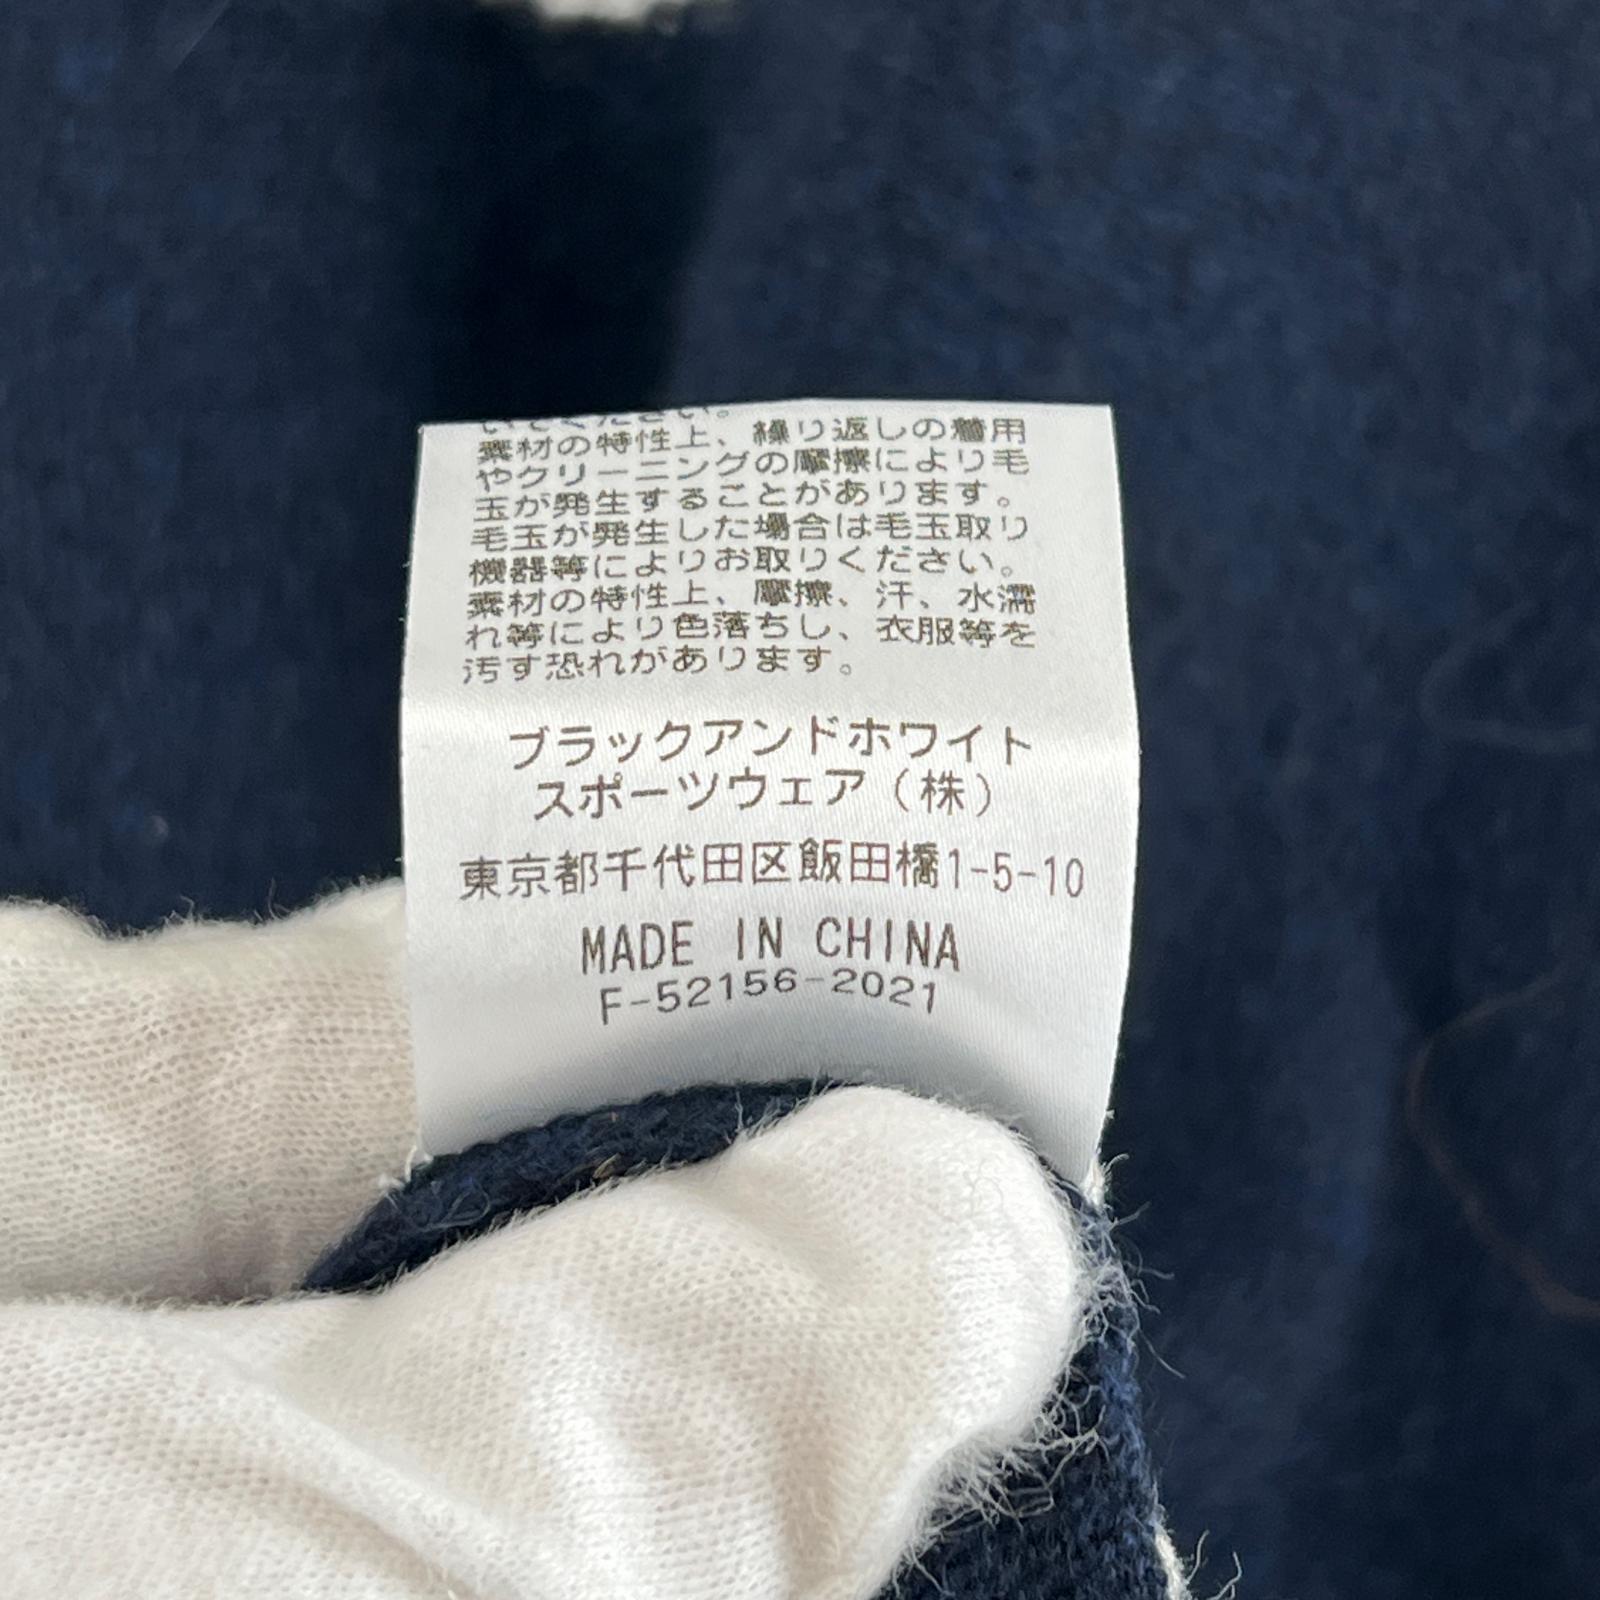 いでください。
素材の特性上、繰り返しの着用
やクリーニングの摩擦により毛
玉が発生することがあります。
毛玉が発生した場合は毛玉取り
機器等によりお取りください。
素材の特性上、摩擦、汗、水濡
れ等により色落ちし、衣服等を
汚す恐れがあります。
ブラックアンドホワイト
スポーツウェア（株）
東京都千代田区飯田橋1-5-10
MADE IN CHINA
F-52156-2021